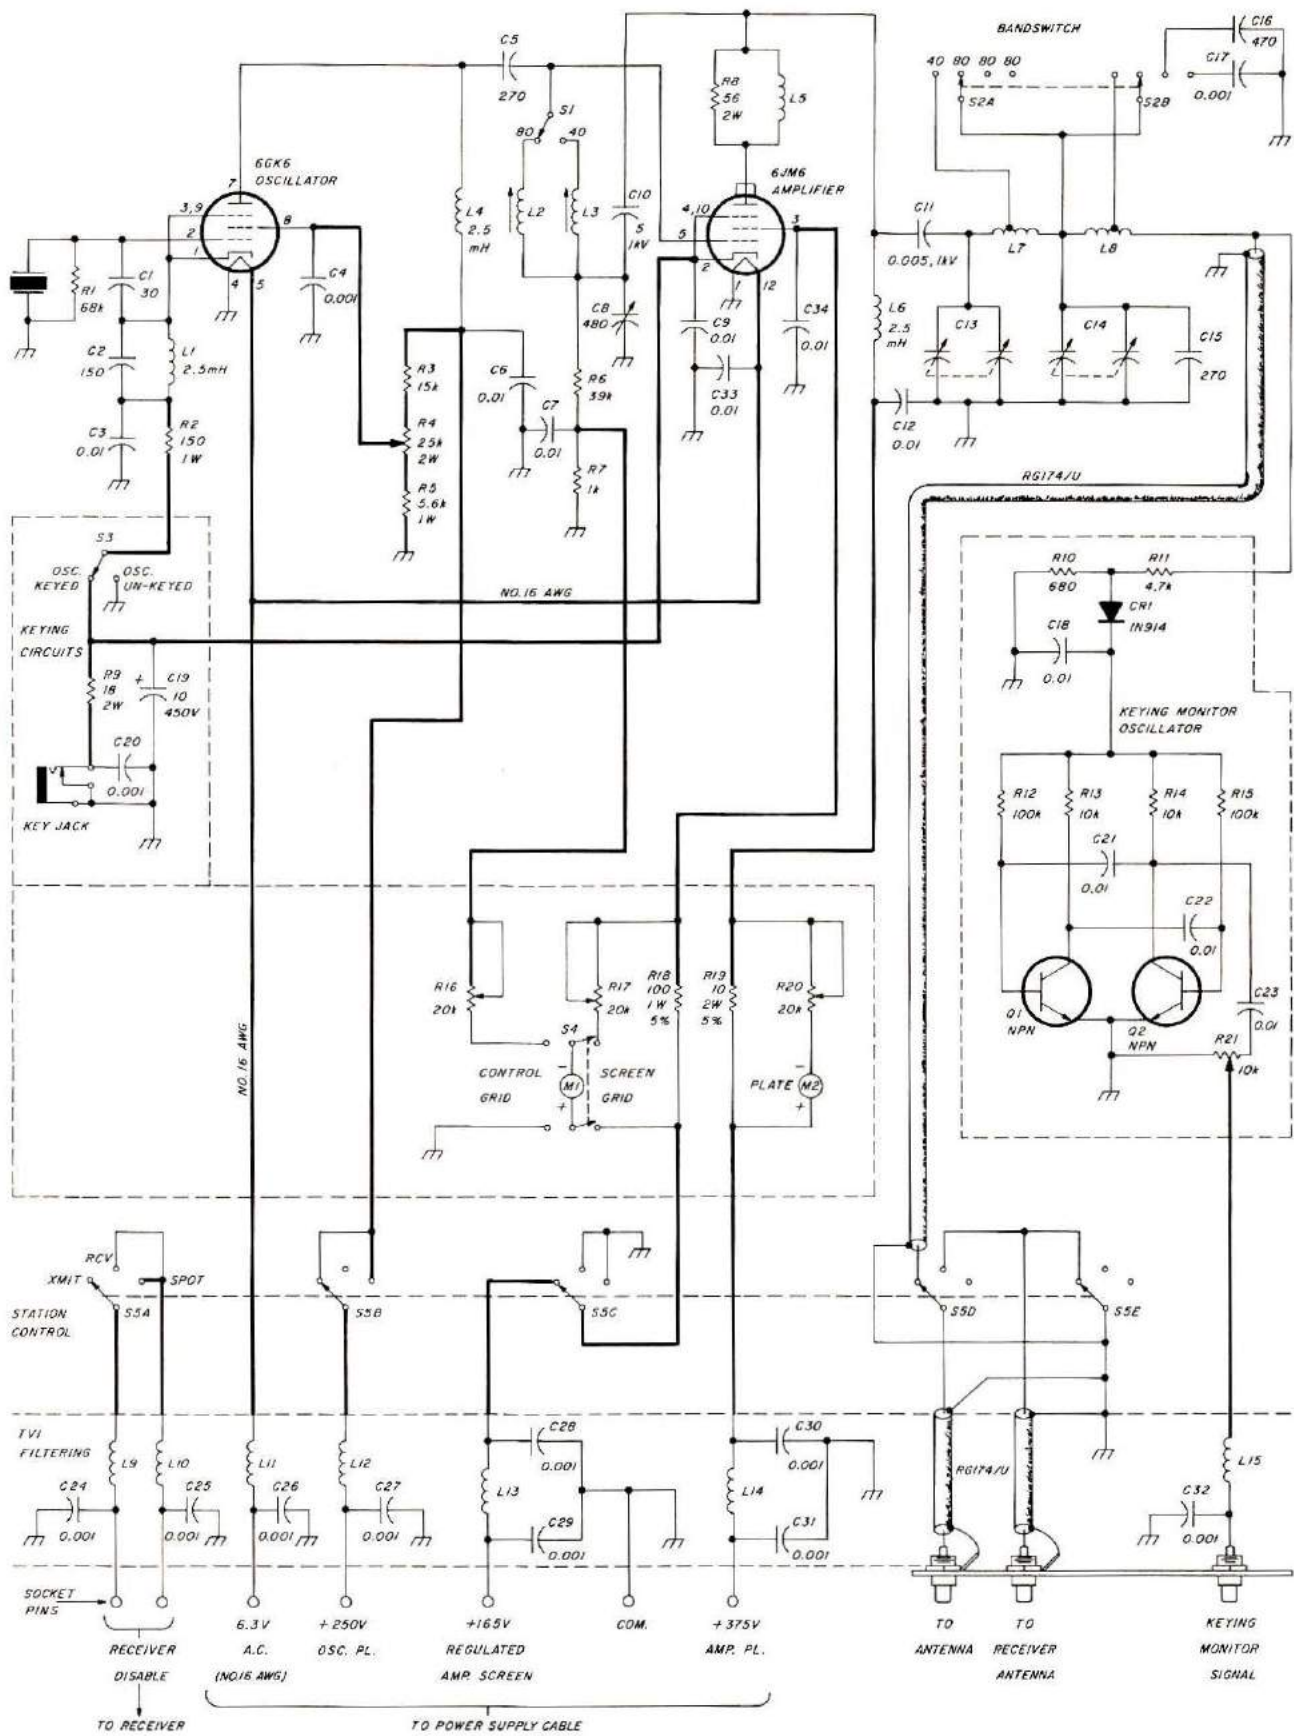 BANDSWITCH
C16
470
C17
0.001
40 80 80 80
S2A
S2B
C5
270
S1
80
40
R8
56
2W
L5
6GK6
OSCILLATOR
7
3,9
2
1
8
4
5
R1
68k
C1
30
C2
150
L1
2.5mH
C3
0.01
R2
150
1W
C4
0.001
L4
2.5
mH
L2
L3
C10
5
1kV
6JM6
AMPLIFIER
4,10
5
2
3
1
12
C8
480
C9
0.01
C33
0.01
C34
0.01
C11
0.005,1kV
L6
2.5
mH
C12
0.01
L7
L8
C13
C14
C15
270
R3
15k
R4
25k
2W
R5
5.6k
1W
C6
0.01
C7
0.01
R6
39k
R7
1k
RG174/U
S3
OSC.
KEYED
OSC.
UN-KEYED
KEYING
CIRCUITS
R9
18
2W
+
C19
10
450V
C20
0.001
KEY JACK
NO.16 AWG
NO.16 AWG
R10
680
R11
4.7k
CR1
1N914
C18
0.01
KEYING MONITOR
OSCILLATOR
R12
100k
R13
10k
R14
10k
R15
100k
C21
0.01
C22
0.01
Q1
NPN
Q2
NPN
C23
0.01
R21
10k
R16
20k
R17
20k
R18
100
1W
5%
R19
10
2W
5%
R20
20k
S4
CONTROL
GRID
-
M1
+
SCREEN
GRID
PLATE
-
M2
+
RCV
XMIT
SPOT
S5A
S5B
S5C
S5D
S5E
STATION
CONTROL
TVI
FILTERING
L9
L10
L11
L12
L13
L14
L15
C24
0.001
C25
0.001
C26
0.001
C27
0.001
C28
0.001
C29
0.001
C30
0.001
C31
0.001
C32
0.001
RG174/U
SOCKET
PINS
RECEIVER
DISABLE
TO RECEIVER
6.3V
A.C.
(NO.16 AWG)
+250V
OSC. PL.
+165V
REGULATED
AMP. SCREEN
COM.
+375V
AMP. PL.
TO POWER SUPPLY CABLE
TO
ANTENNA
TO
RECEIVER
ANTENNA
KEYING
MONITOR
SIGNAL